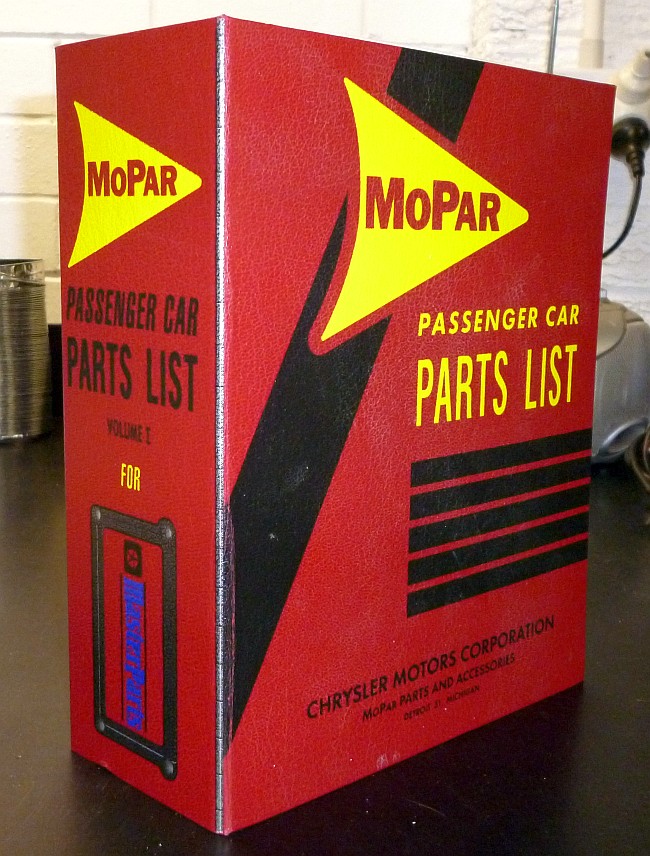 MOPAR
PASSENGER CAR
PARTS LIST
VOLUME I
FOR
MasterParts
MOPAR
PASSENGER CAR
PARTS LIST
CHRYSLER MOTORS CORPORATION
MOPAR PARTS AND ACCESSORIES
DETROIT 31, MICHIGAN